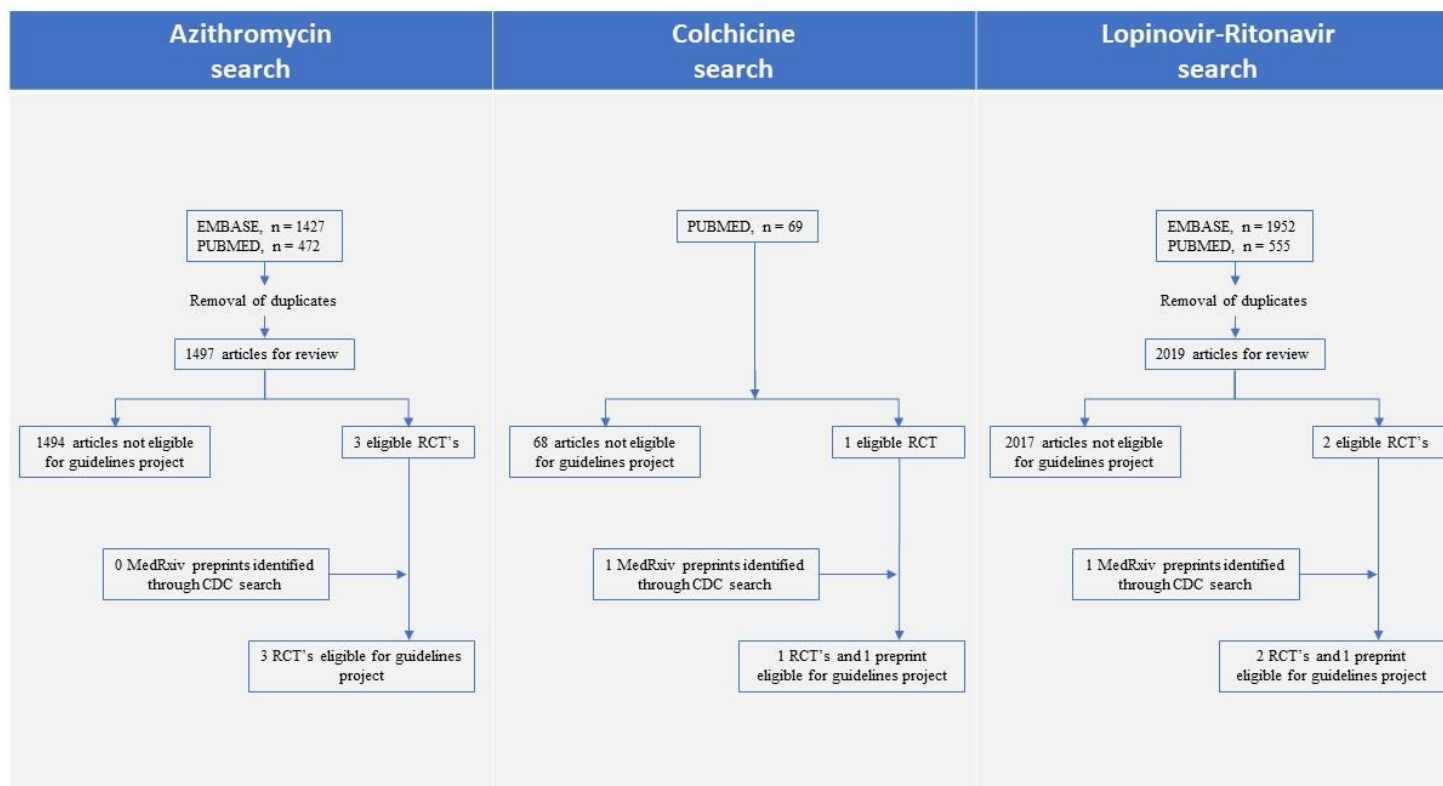 Azithromycin
search
Colchicine
search
Lopinovir-Ritonavir
search
EMBASE, n = 1427
PUBMED, n = 472
Removal of duplicates
1497 articles for review
1494 articles not eligible
for guidelines project
3 eligible RCT's
0 MedRxiv preprints identified
through CDC search
3 RCT's eligible for guidelines
project
PUBMED, n = 69
68 articles not eligible
for guidelines project
1 eligible RCT
1 MedRxiv preprints identified
through CDC search
1 RCT's and 1 preprint
eligible for guidelines project
EMBASE, n = 1952
PUBMED, n = 555
Removal of duplicates
2019 articles for review
2017 articles not eligible
for guidelines project
2 eligible RCT's
1 MedRxiv preprints identified
through CDC search
2 RCT's and 1 preprint
eligible for guidelines project